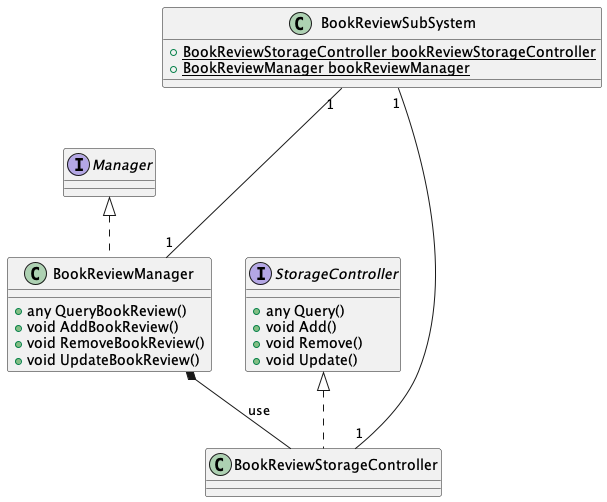 C BookReviewSubSystem
BookReviewStorageController bookReviewStorageController
BookReviewManager bookReviewManager
1
1
I Manager
1
C BookReviewManager
any QueryBookReview()
void AddBookReview()
void RemoveBookReview()
void UpdateBookReview()
I StorageController
any Query()
void Add()
void Remove()
void Update()
use
1
C BookReviewStorageController